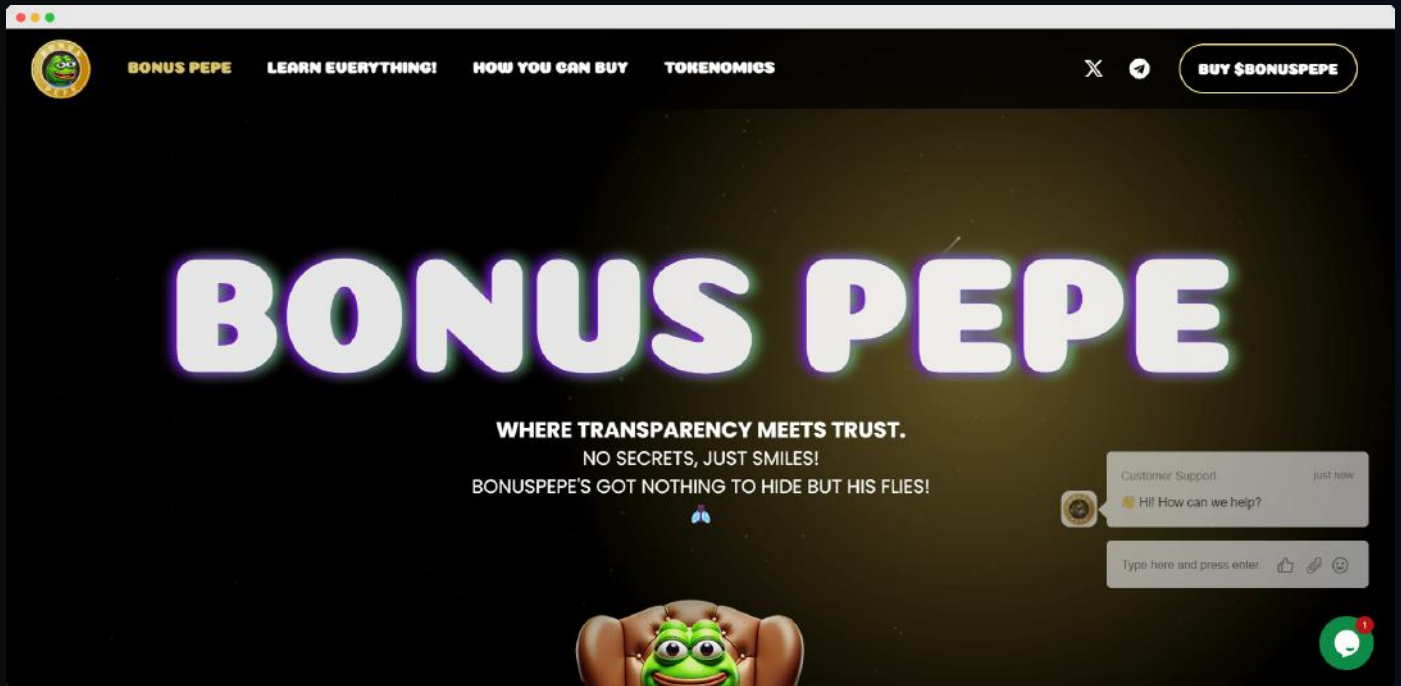 BONUS PEPE
BONUS PEPE LEARN EVERYTHING! HOW YOU CAN BUY TOKENOMICS BUY $BONUSPEPE
BONUS PEPE
WHERE TRANSPARENCY MEETS TRUST.
NO SECRETS, JUST SMILES!
BONUSPEPE'S GOT NOTHING TO HIDE BUT HIS FLIES!
Customer Support just now
👋 Hi! How can we help?
Type here and press enter.
1